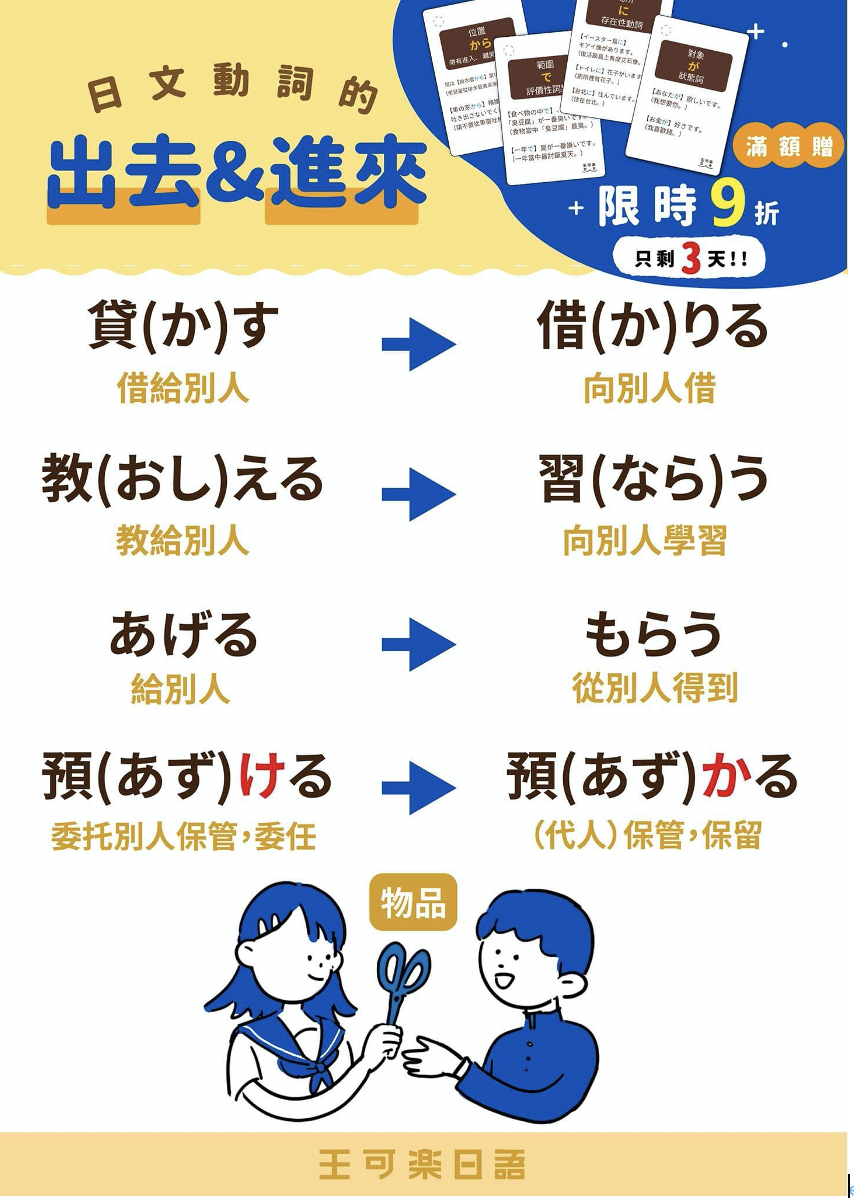 日文動詞的
出去&進來
位置
から
範圍
で
に
存在性動詞
對象
が
狀態詞
【イースター島に】
モアイ像があります。
【トイレに】花子がいます
【台北に】住んでいます。
(住在台北。)
【あなたが】欲しいです。
(我想要你。)
【お金が】好きです。
(我喜歡錢。)
【食べ物の中で】、
「臭豆腐」が一番臭いです。
(食物當中「臭豆腐」最臭。)
【一年で】夏が一番嫌いです。
(一年當中最討厭夏天。)
滿額贈
+限時9折
只剩3天!!
貸(か)す
借(か)りる
借給別人
向別人借
教(おし)える
習(なら)う
教給別人
向別人學習
あげる
もらう
給別人
從別人得到
預(あず)ける
預(あず)かる
委托別人保管,委任
(代人)保管,保留
物品
王可楽日語